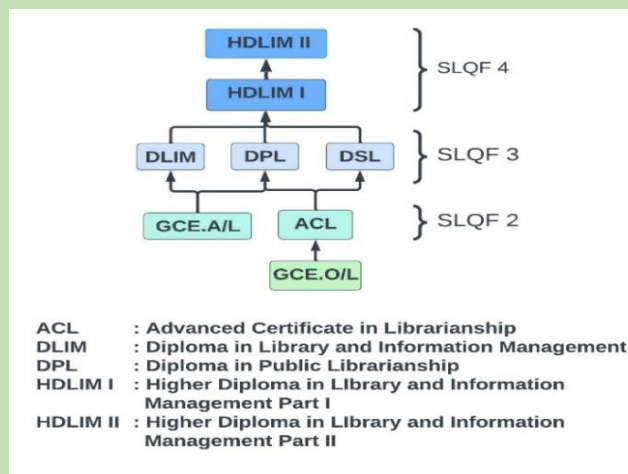 HDLIM II
SLQF 4
HDLIM I
DLIM DPL DSL
SLQF 3
GCE.A/L ACL
SLQF 2
GCE.O/L
ACL : Advanced Certificate in Librarianship
DLIM : Diploma in Library and Information Management
DPL : Diploma in Public Librarianship
HDLIM I : Higher Diploma in LIbrary and Information
Management Part I
HDLIM II : Higher Diploma in LIbrary and Information
Management Part II